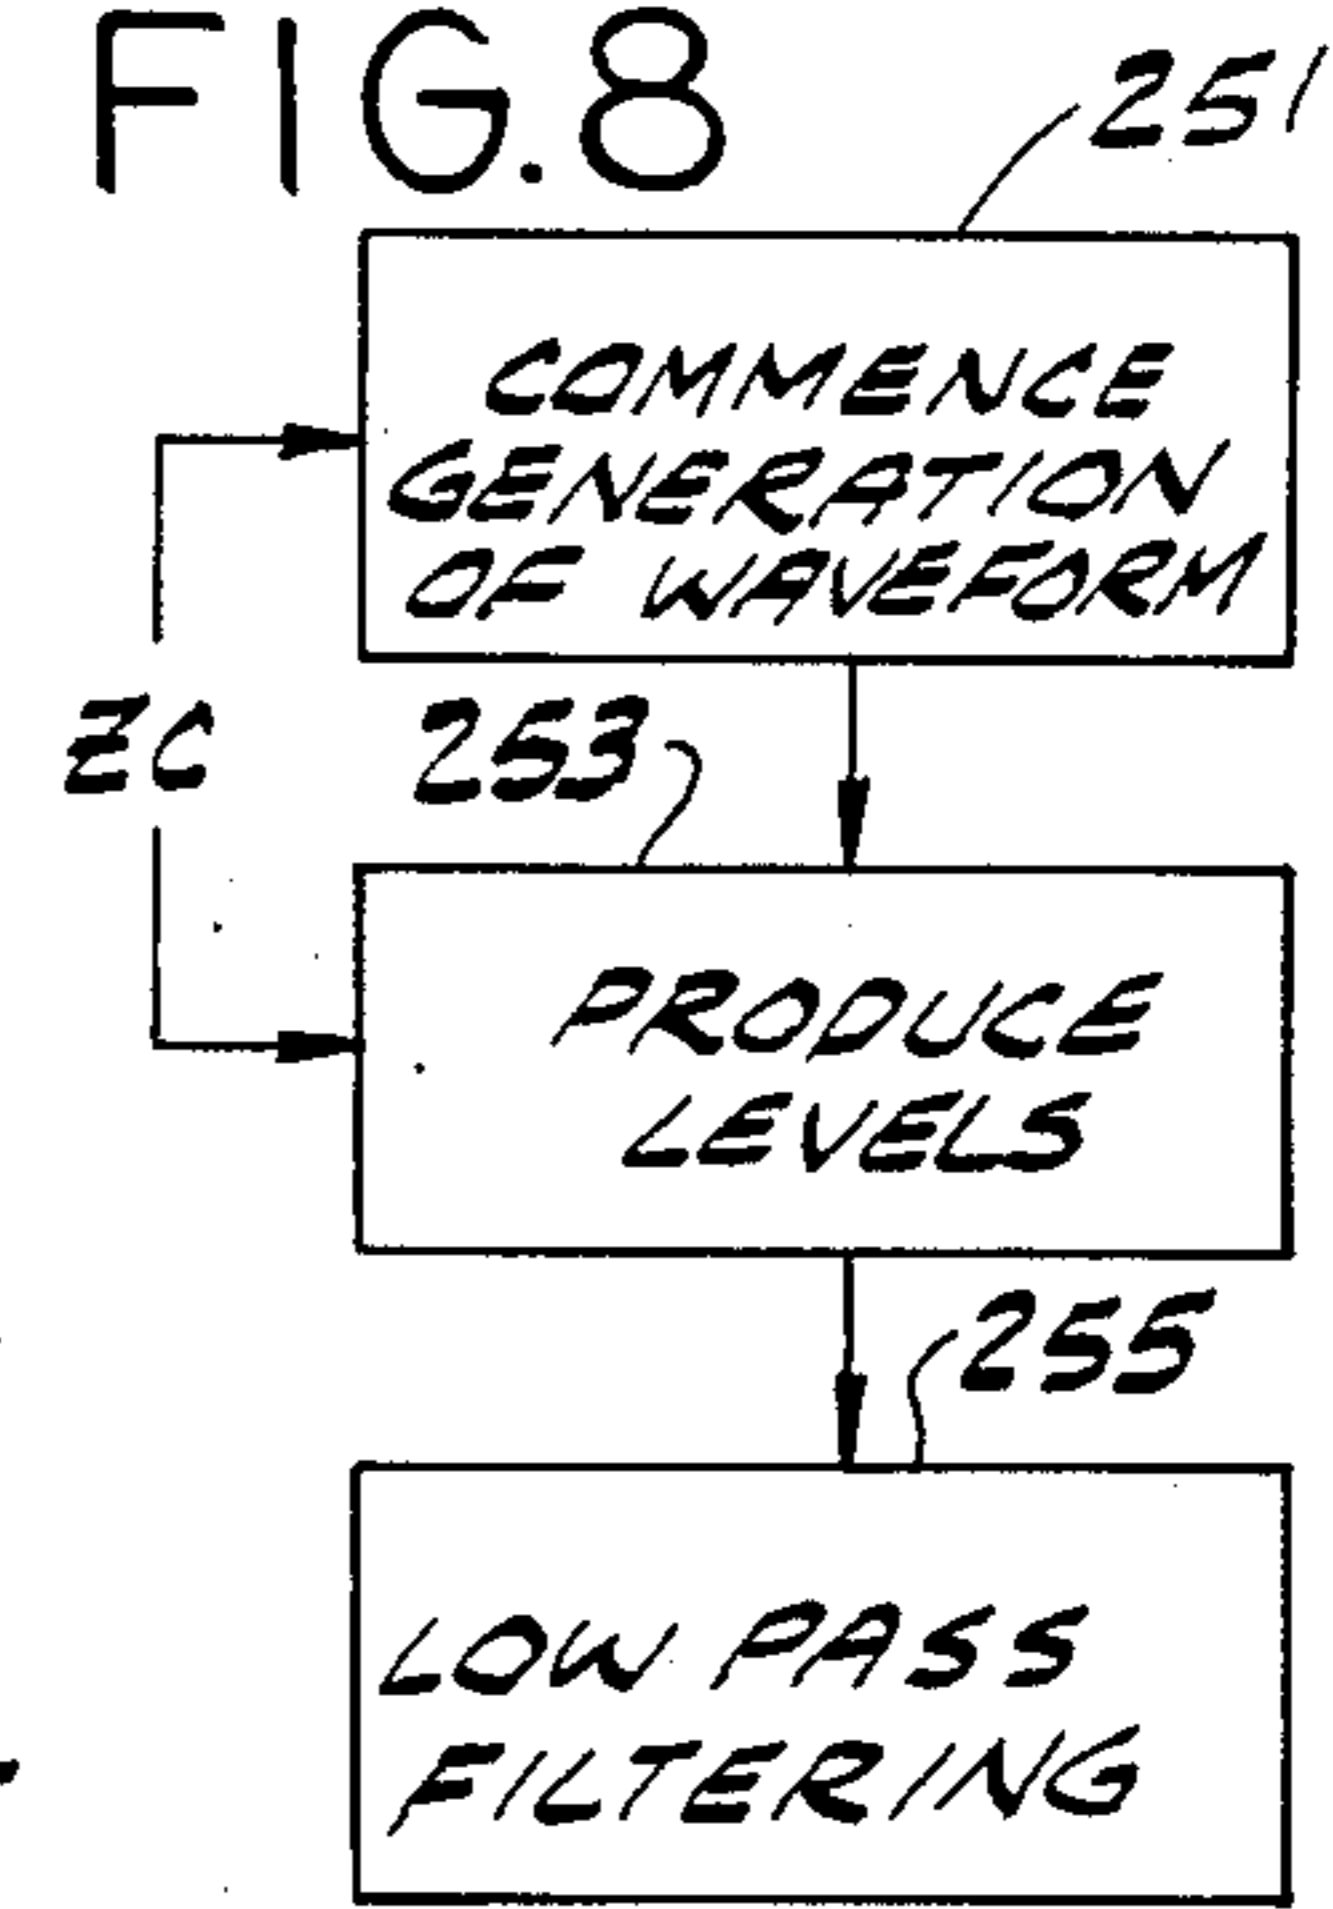 FIG.8
251
COMMENCE
GENERATION
OF WAVEFORM
ZC
253
PRODUCE
LEVELS
255
LOW PASS
FILTERING